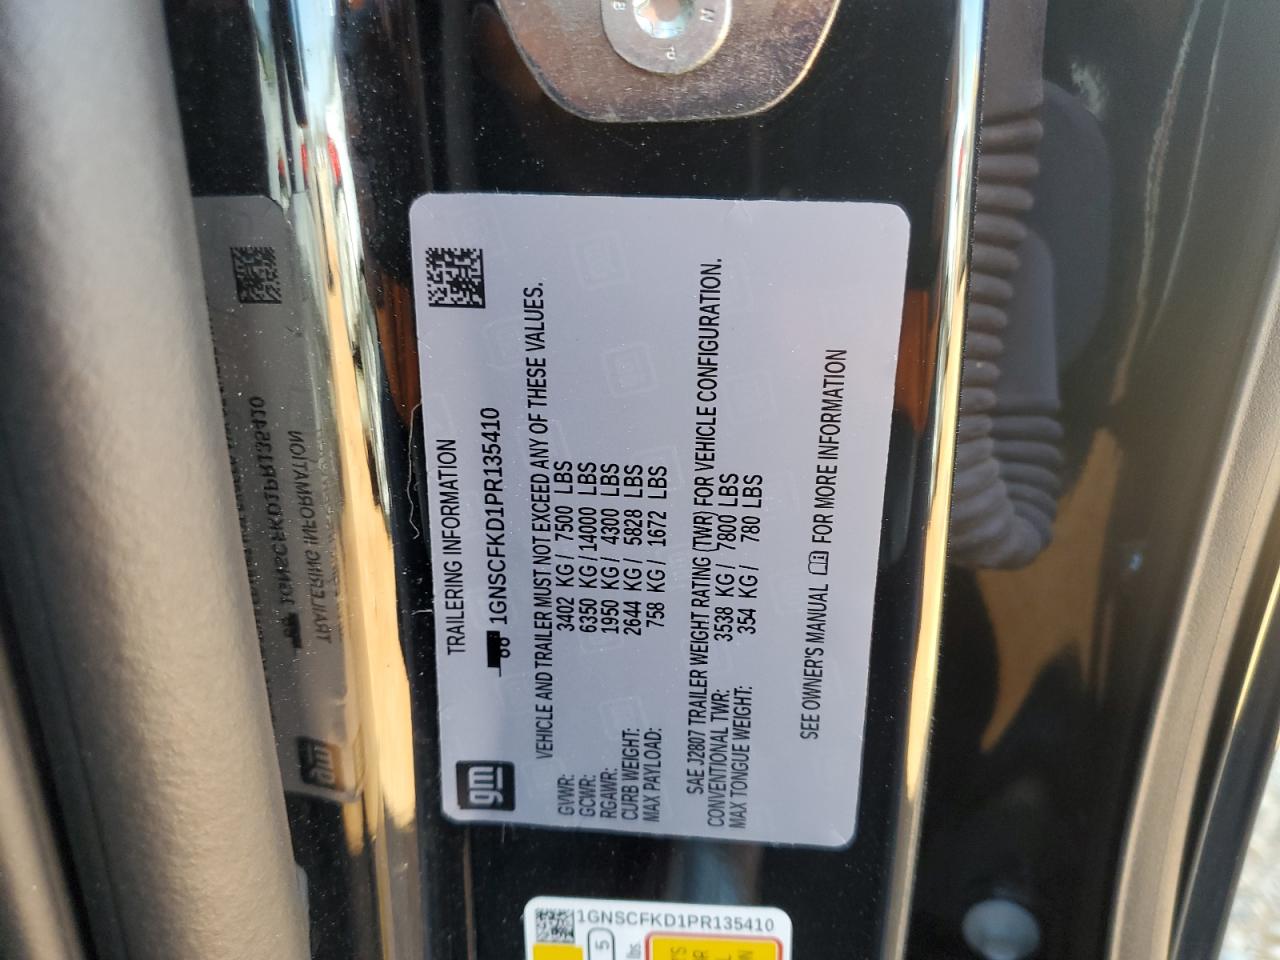 TRAILERING INFORMATION
1GNSCFKD1PR135410
gm
VEHICLE AND TRAILER MUST NOT EXCEED ANY OF THESE VALUES.
GVWR: 3402 KG / 7500 LBS
GCWR: 6350 KG / 14000 LBS
RGAWR: 1950 KG / 4300 LBS
CURB WEIGHT: 2644 KG / 5828 LBS
MAX PAYLOAD: 758 KG / 1672 LBS
SAE J2807 TRAILER WEIGHT RATING (TWR) FOR VEHICLE CONFIGURATION.
CONVENTIONAL TWR: 3538 KG / 7800 LBS
MAX TONGUE WEIGHT: 354 KG / 780 LBS
SEE OWNER'S MANUAL FOR MORE INFORMATION
1GNSCFKD1PR135410
5
lbs.